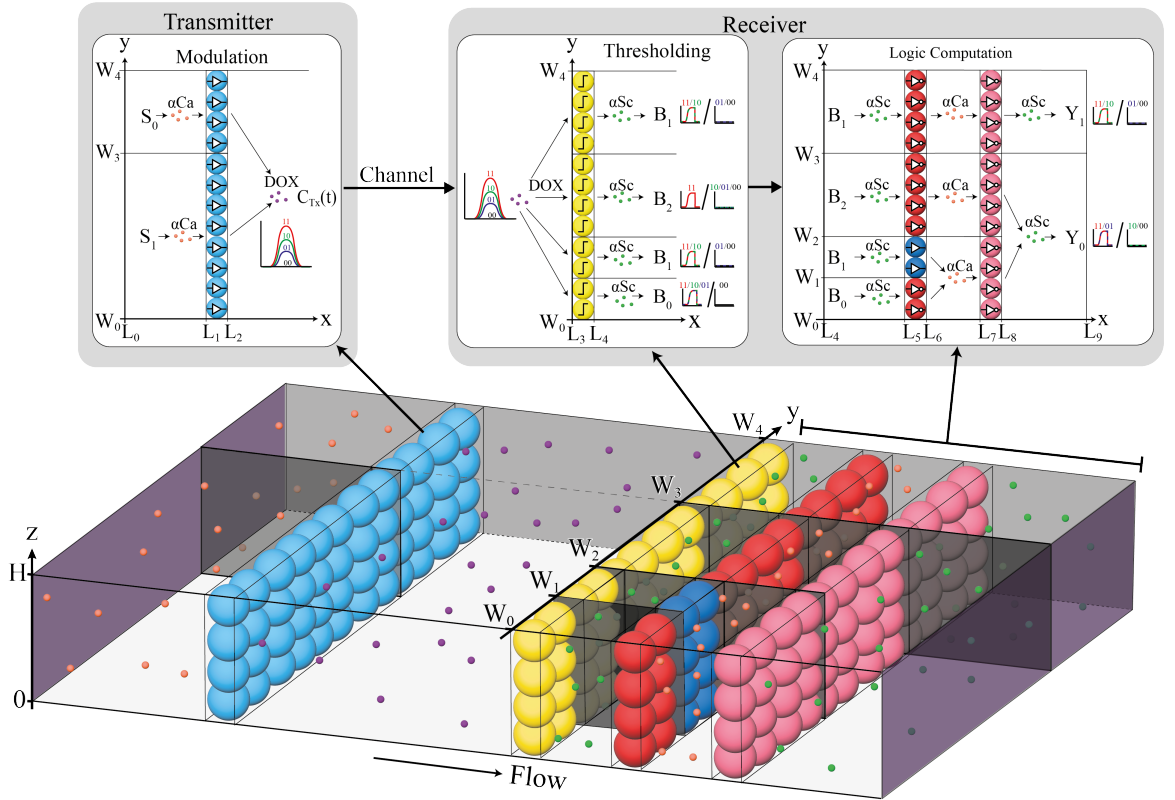 Transmitter
Receiver
Modulation
y
W4
W3
W0
L0
L1
L2
x
S0
αCa
S1
αCa
DOX
CTx(t)
11
10
01
00
Channel
11
10
01
00
DOX
Thresholding
y
W4
W3
W2
W1
W0
L3
L4
x
αSc
B1
11/10
/
01/00
αSc
B2
11
/
10/01/00
αSc
B1
11/10
/
01/00
αSc
B0
11/10/01
/
00
Logic Computation
y
W4
W3
W2
W1
W0
L4
L5
L6
L7
L8
L9
x
B1
αSc
αCa
αSc
Y1
11/10
/
01/00
B2
αSc
αCa
αSc
Y0
11/01
/
10/00
B1
αSc
αCa
B0
αSc
z
H
0
y
W4
W3
W2
W1
W0
Flow